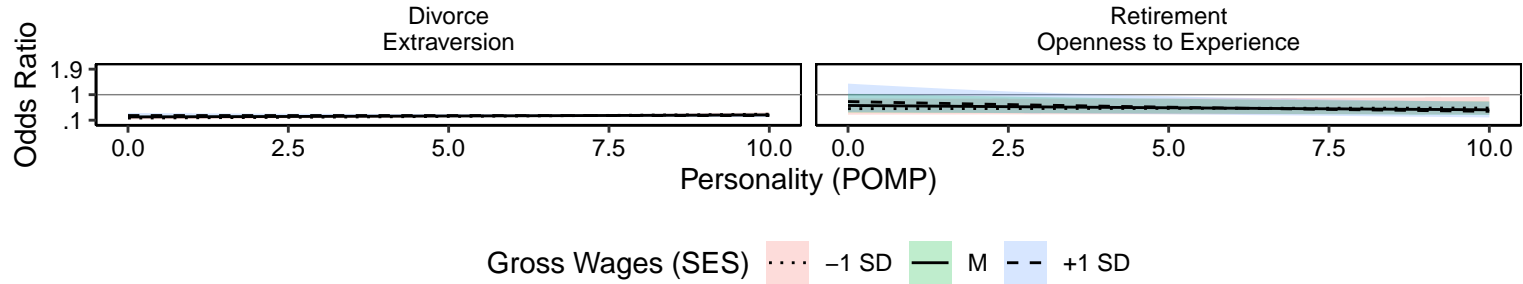 Divorce
Extraversion
Retirement
Openness to Experience
Odds Ratio
1.9
1
.1
0.0 2.5 5.0 7.5 10.0
0.0 2.5 5.0 7.5 10.0
Personality (POMP)
Gross Wages (SES) −1 SD M +1 SD